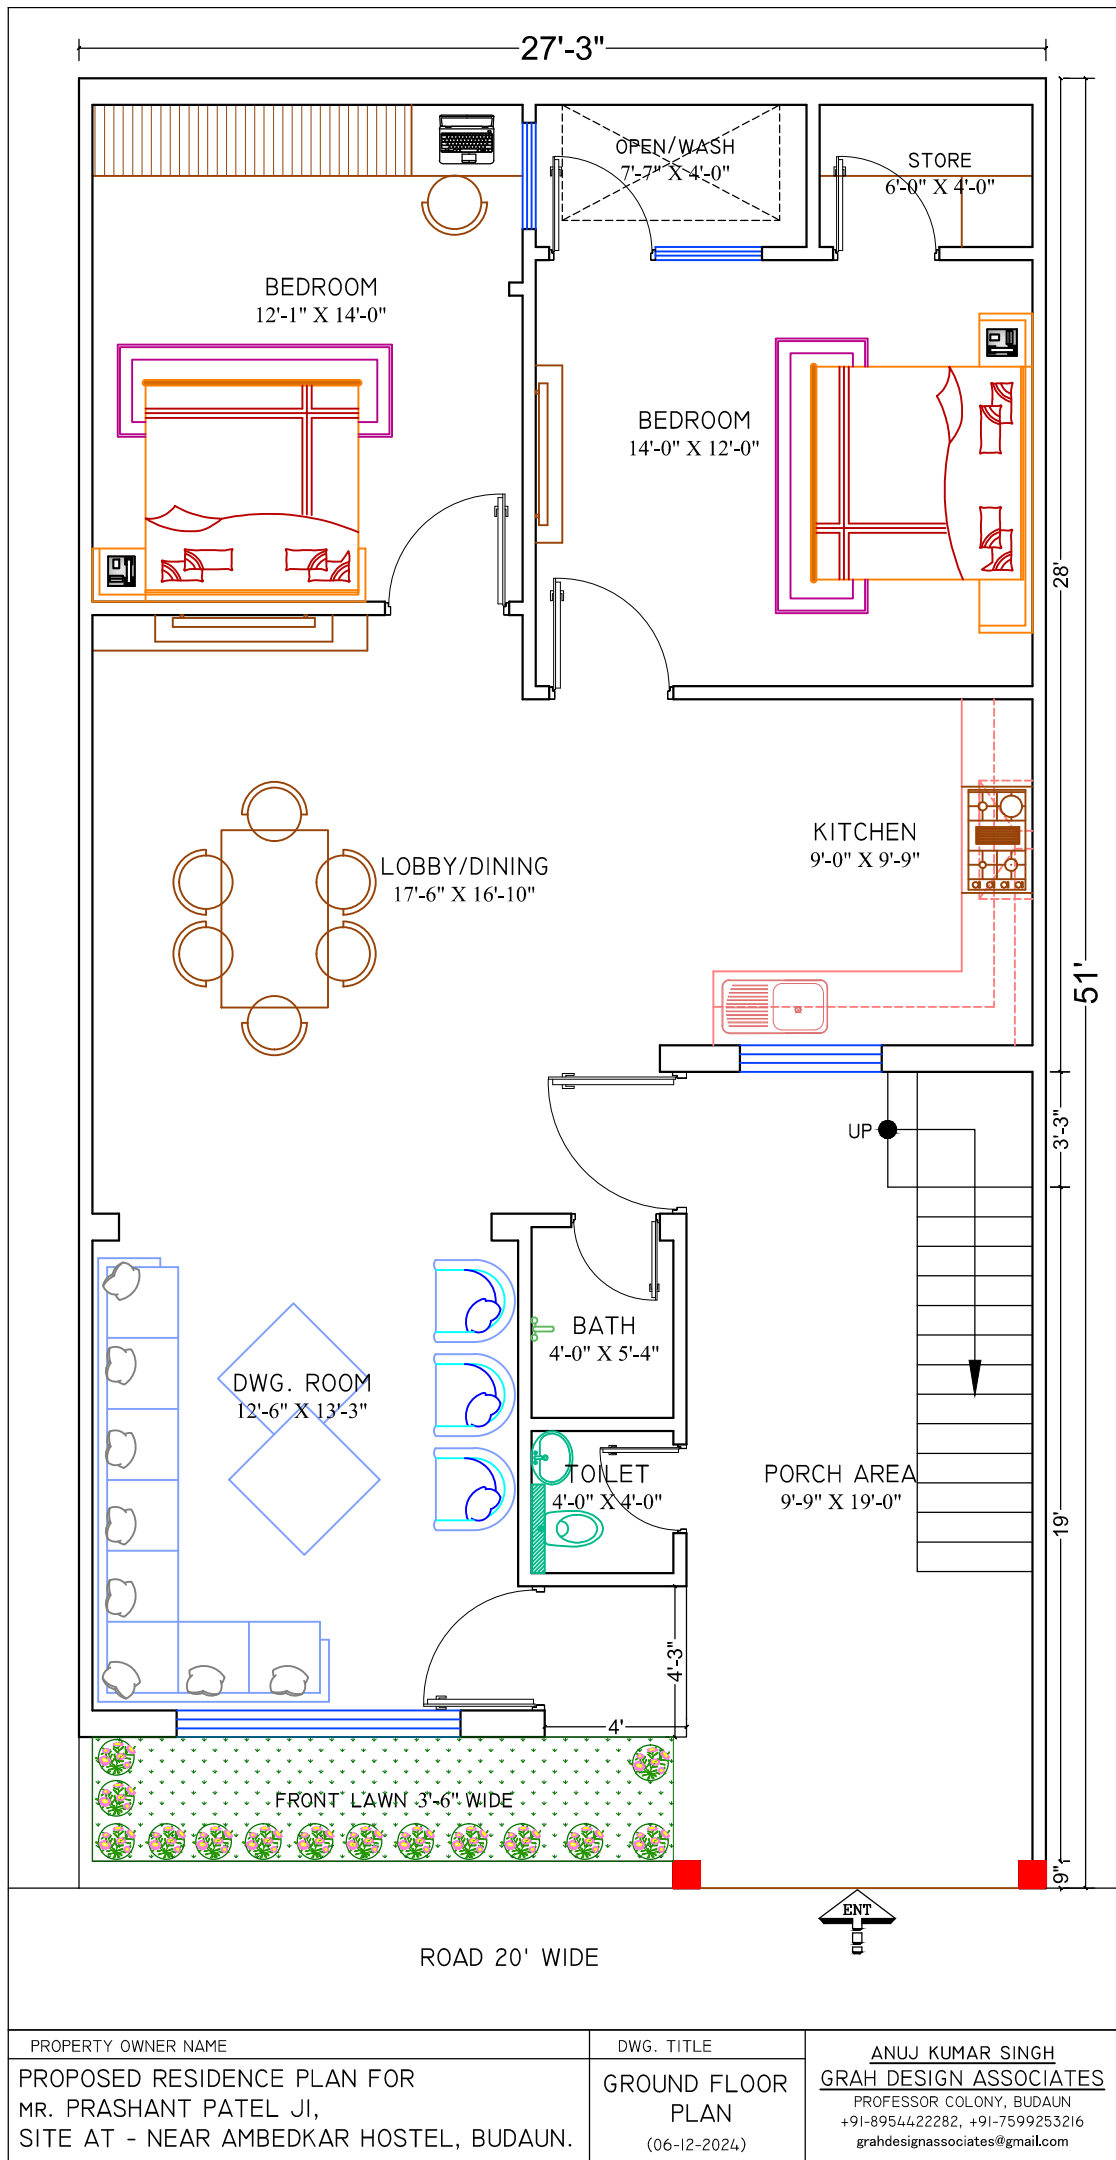 27'-3"
OPEN/WASH
7'-7" X 4'-0"
STORE
6'-0" X 4'-0"
BEDROOM
12'-1" X 14'-0"
BEDROOM
14'-0" X 12'-0"
28'
KITCHEN
9'-0" X 9'-9"
LOBBY/DINING
17'-6" X 16'-10"
51'
UP
3'-3"
BATH
4'-0" X 5'-4"
DWG. ROOM
12'-6" X 13'-3"
TOILET
4'-0" X 4'-0"
PORCH AREA
9'-9" X 19'-0"
19'
4'-3"
4'
FRONT LAWN 3'-6" WIDE
9"
ENT
ROAD 20' WIDE
PROPERTY OWNER NAME
PROPOSED RESIDENCE PLAN FOR
MR. PRASHANT PATEL JI,
SITE AT - NEAR AMBEDKAR HOSTEL, BUDAUN.
DWG. TITLE
GROUND FLOOR
PLAN
(06-12-2024)
ANUJ KUMAR SINGH
GRAH DESIGN ASSOCIATES
PROFESSOR COLONY, BUDAUN
+91-8954422282, +91-7599253216
grahdesignassociates@gmail.com